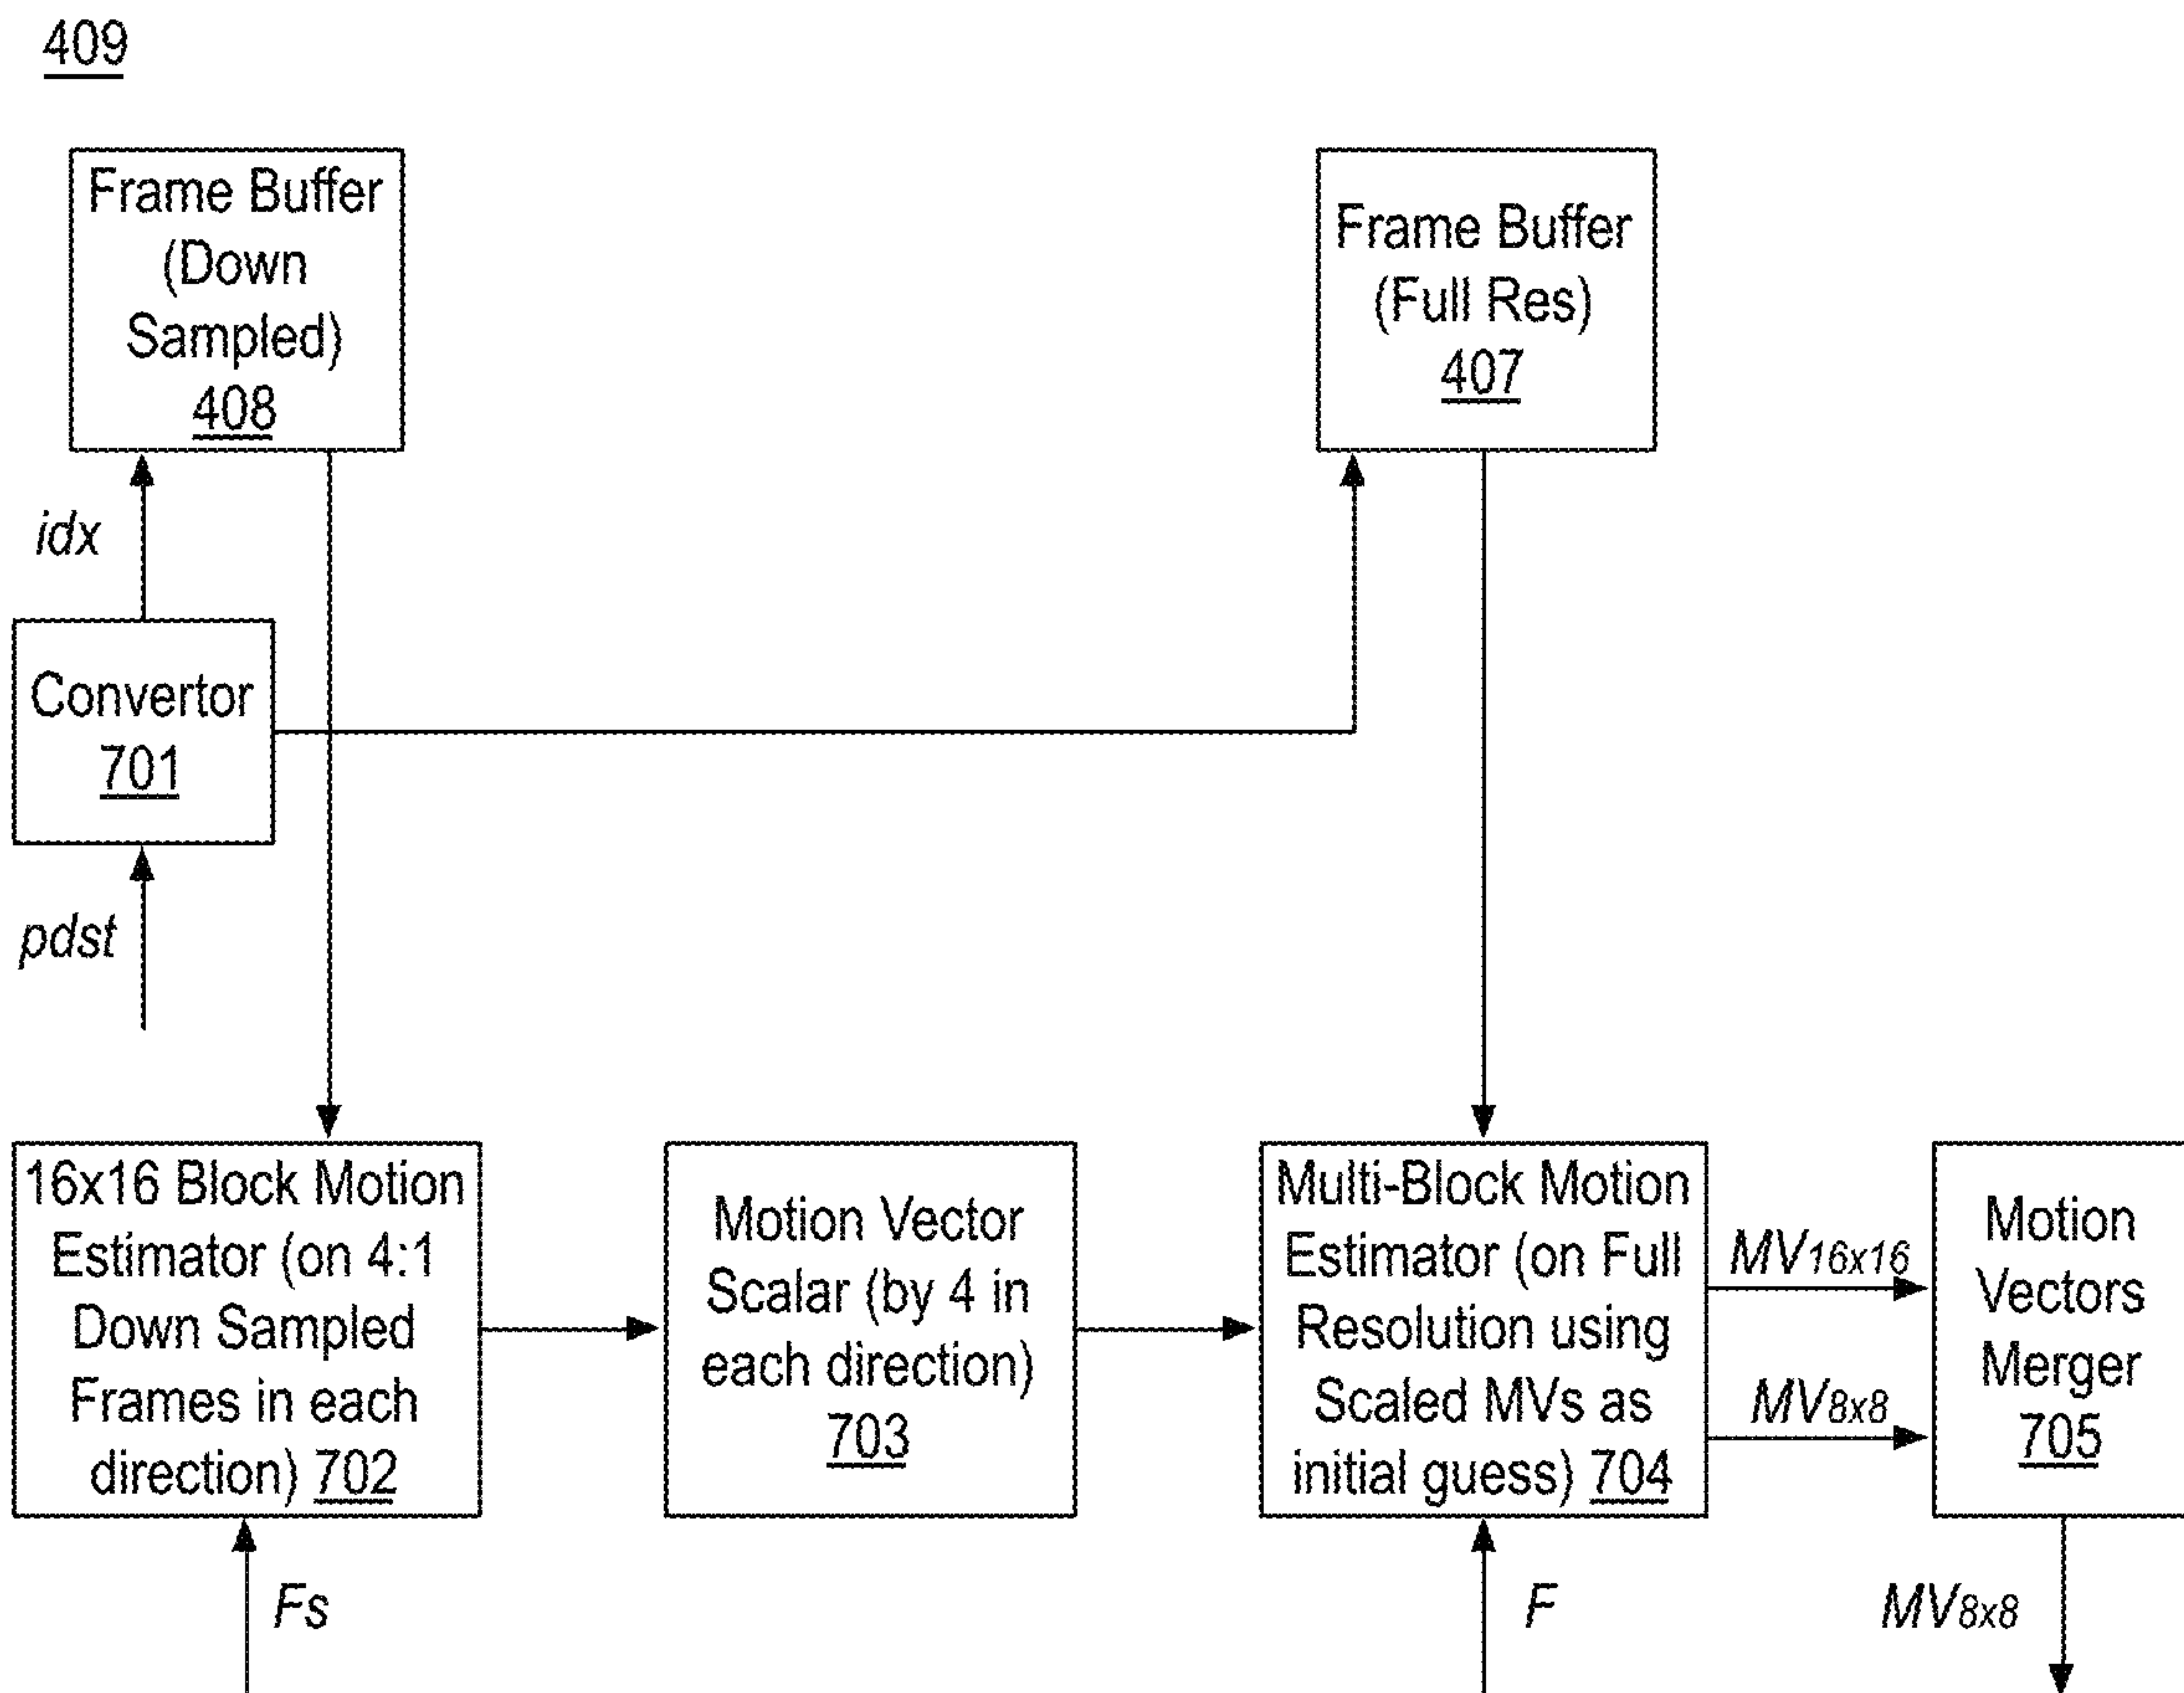 409
Frame Buffer
(Down
Sampled)
408
Frame Buffer
(Full Res)
407
idx
Convertor
701
pdst
16x16 Block Motion
Estimator (on 4:1
Down Sampled
Frames in each
direction) 702
Motion Vector
Scalar (by 4 in
each direction)
703
Multi-Block Motion
Estimator (on Full
Resolution using
Scaled MVs as
initial guess) 704
MV16x16
MV8x8
Motion
Vectors
Merger
705
Fs
F
MV8x8